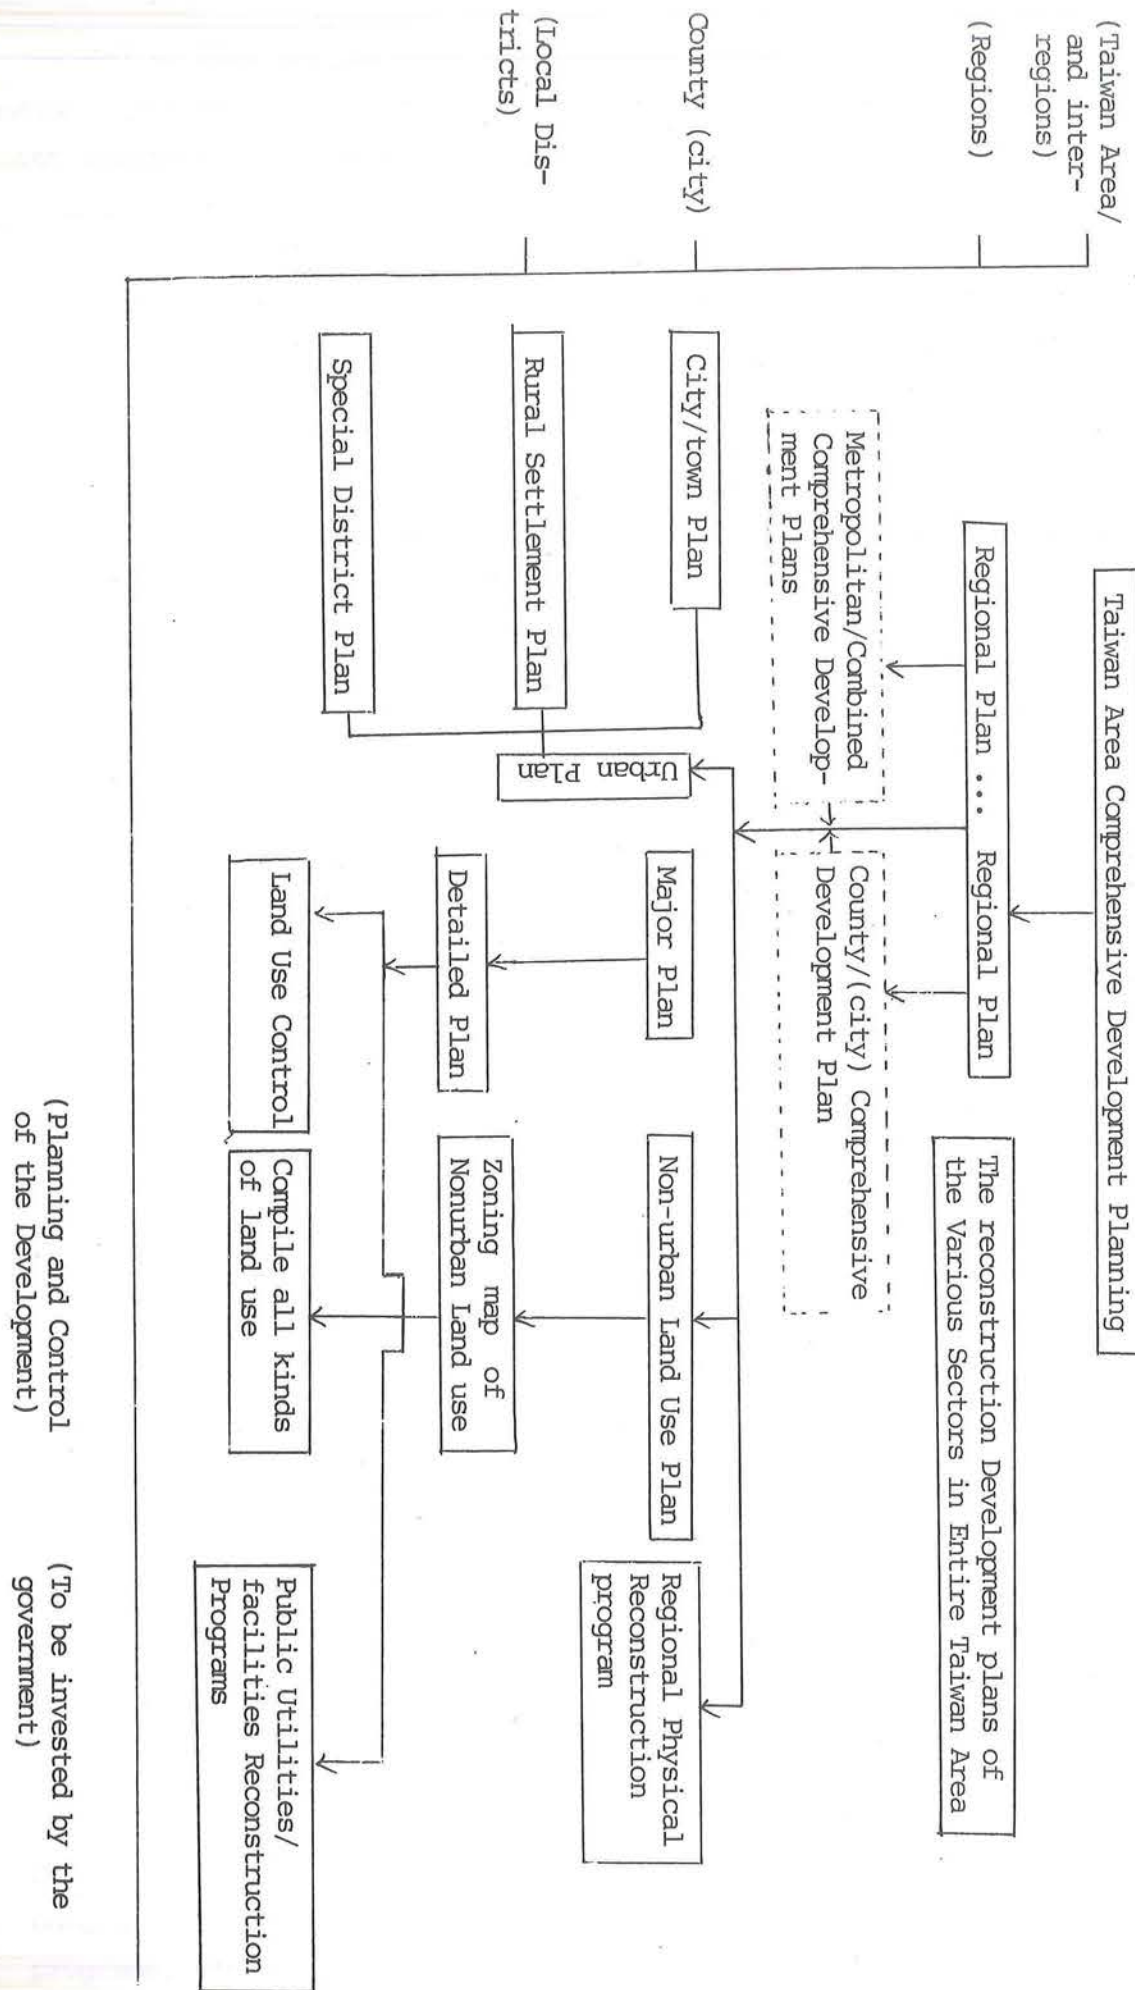 (Taiwan Area/
and inter-
regions)
(Regions)
County (city)
(Local Dis-
tricts)
Taiwan Area Comprehensive Development Planning
Regional Plan ... Regional Plan
The reconstruction Development plans of
the Various Sectors in Entire Taiwan Area
Metropolitan/Combined
Comprehensive Develop-
ment Plans
County/(city) Comprehensive
Development Plan
City/town Plan
Rural Settlement Plan
Special District Plan
Urban Plan
Major Plan
Detailed Plan
Land Use Control
Non-urban Land Use Plan
Zoning map of
Nonurban Land use
Compile all kinds
of land use
Regional Physical
Reconstruction
program
Public Utilities/
facilities Reconstruction
Programs
(Planning and Control
of the Development)
(To be invested by the
government)